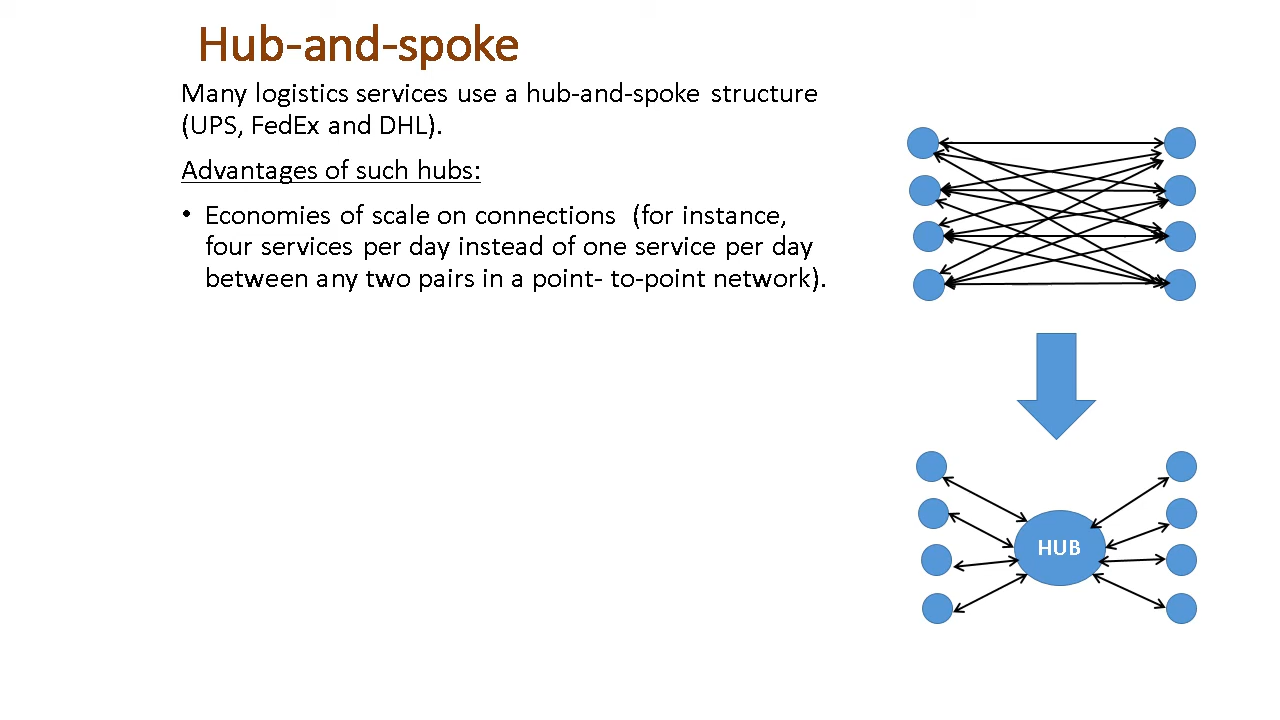 Hub-and-spoke
Many logistics services use a hub-and-spoke structure
(UPS, FedEx and DHL).
Advantages of such hubs:
• Economies of scale on connections (for instance,
four services per day instead of one service per day
between any two pairs in a point- to-point network).
HUB